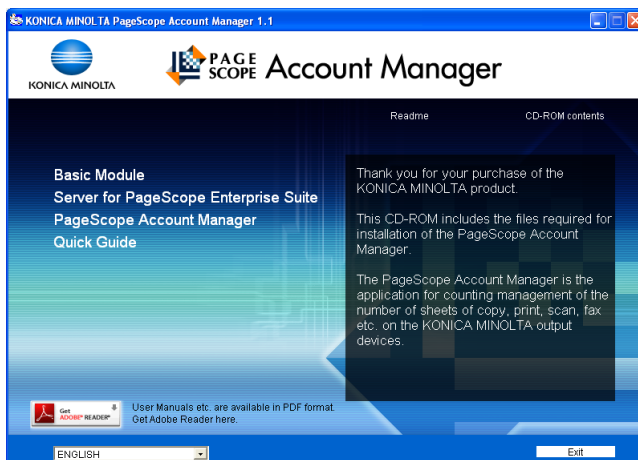 KONICA MINOLTA PageScope Account Manager 1.1
KONICA MINOLTA
PAGE SCOPE Account Manager
Readme
CD-ROM contents
Basic Module
Server for PageScope Enterprise Suite
PageScope Account Manager
Quick Guide
Thank you for your purchase of the
KONICA MINOLTA product.
This CD-ROM includes the files required for
installation of the PageScope Account
Manager.
The PageScope Account Manager is the
application for counting management of the
number of sheets of copy, print, scan, fax
etc. on the KONICA MINOLTA output
devices.
Get
ADOBE® READER®
User Manuals etc. are available in PDF format.
Get Adobe Reader here.
ENGLISH
Exit